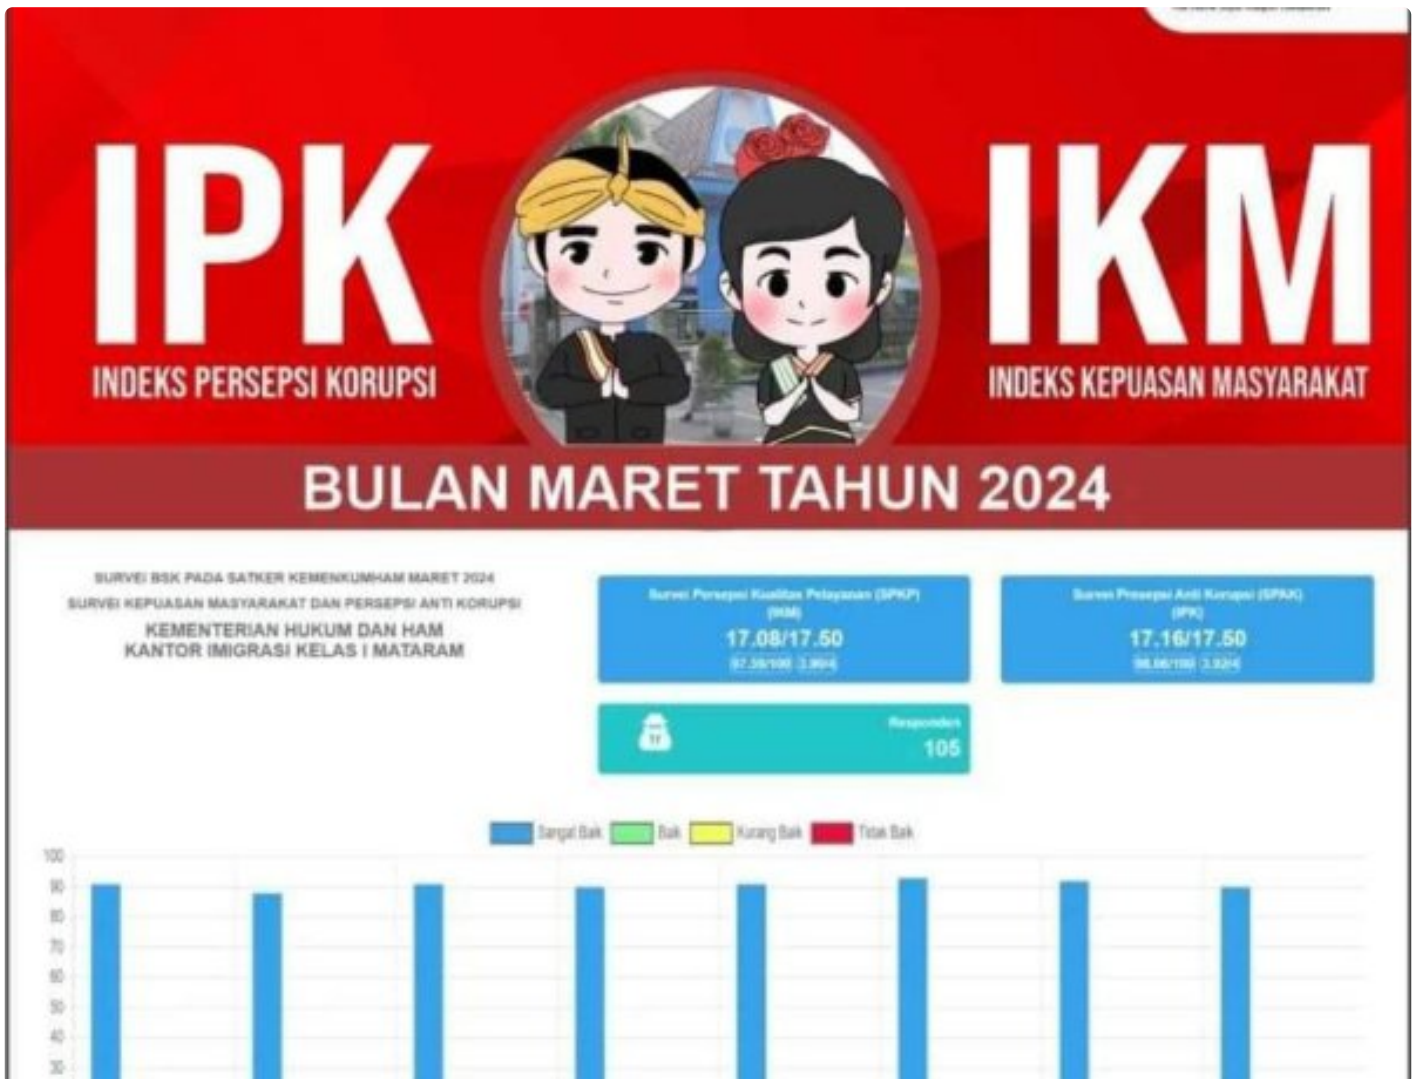 IPK
INDEKS PERSEPSI KORUPSI
IKM
INDEKS KEPUASAN MASYARAKAT
BULAN MARET TAHUN 2024
SURVEI BSK PADA SATKER KEMENKUMHAM MARET 2024
SURVEI KEPUASAN MASYARAKAT DAN PERSEPSI ANTI KORUPSI
KEMENTERIAN HUKUM DAN HAM
KANTOR IMIGRASI KELAS I MATARAM
Survei Persepsi Kualitas Pelayanan (SPKP)
(IKM)
17.08/17.50
Survei Presepsi Anti Korupsi (SPAK)
(IPK)
17.16/17.50
Responden
105
Sangat Baik
Baik
Kurang Baik
Tidak Baik
100
90
80
70
60
50
40
30